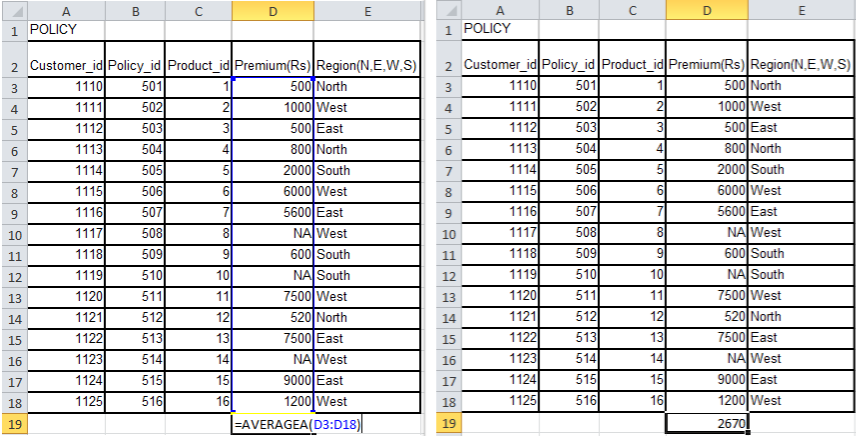 A B C D E
1 POLICY
2 Customer_id Policy_id Product_id Premium(Rs) Region(N,E,W,S)
3 1110 501 1 500 North
4 1111 502 2 1000 West
5 1112 503 3 500 East
6 1113 504 4 800 North
7 1114 505 5 2000 South
8 1115 506 6 6000 West
9 1116 507 7 5600 East
10 1117 508 8 NA West
11 1118 509 9 600 South
12 1119 510 10 NA South
13 1120 511 11 7500 West
14 1121 512 12 520 North
15 1122 513 13 7500 East
16 1123 514 14 NA West
17 1124 515 15 9000 East
18 1125 516 16 1200 West
19 =AVERAGEA(D3:D18)
A B C D E
1 POLICY
2 Customer_id Policy_id Product_id Premium(Rs) Region(N,E,W,S)
3 1110 501 1 500 North
4 1111 502 2 1000 West
5 1112 503 3 500 East
6 1113 504 4 800 North
7 1114 505 5 2000 South
8 1115 506 6 6000 West
9 1116 507 7 5600 East
10 1117 508 8 NA West
11 1118 509 9 600 South
12 1119 510 10 NA South
13 1120 511 11 7500 West
14 1121 512 12 520 North
15 1122 513 13 7500 East
16 1123 514 14 NA West
17 1124 515 15 9000 East
18 1125 516 16 1200 West
19 2670